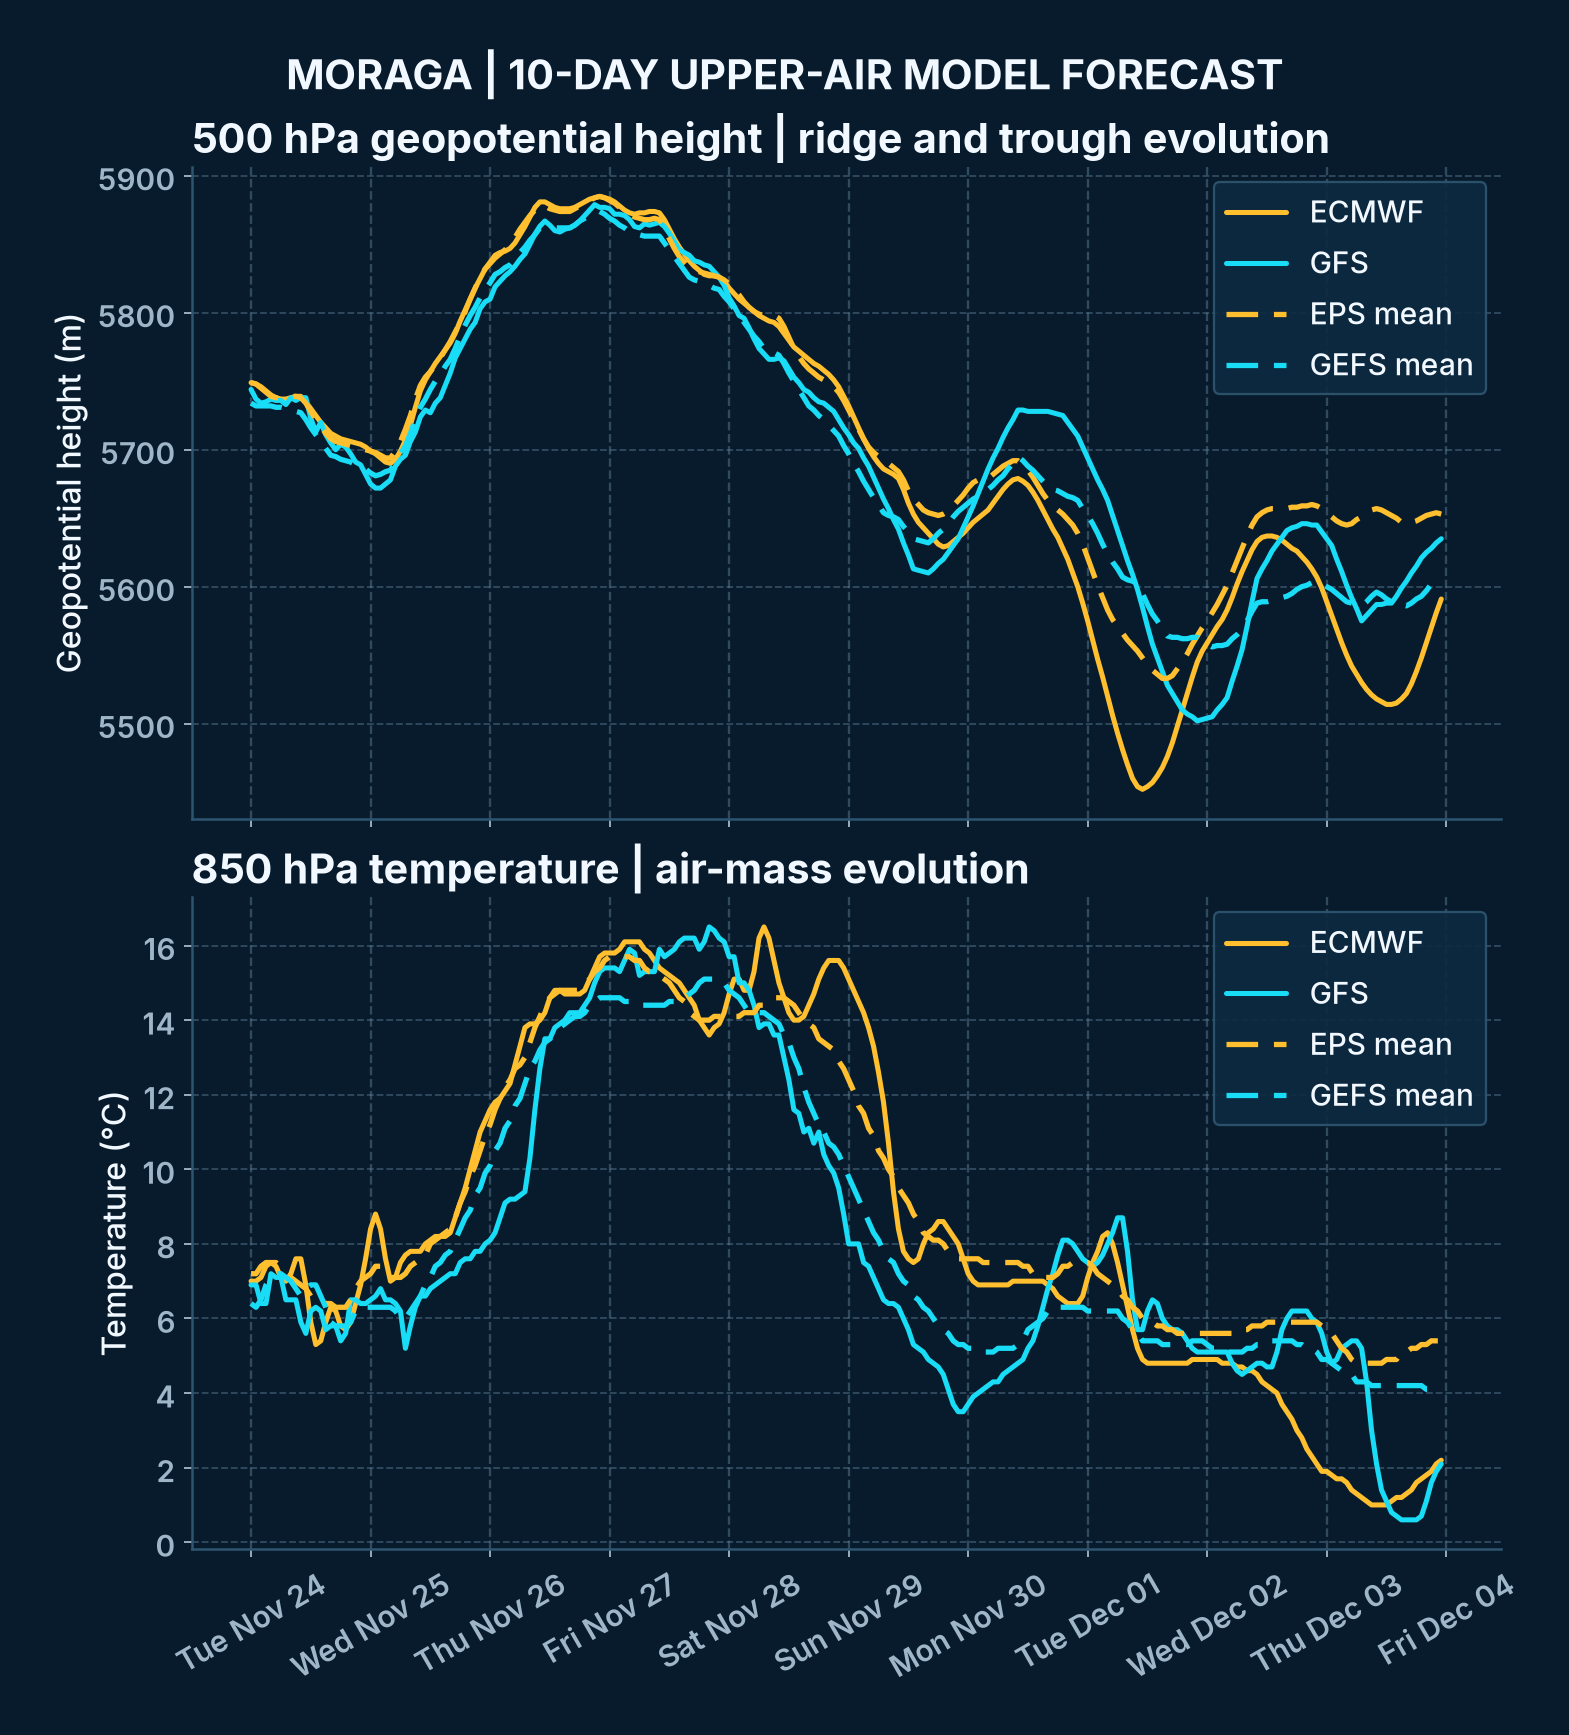 MORAGA | 10-DAY UPPER-AIR MODEL FORECAST
500 hPa geopotential height | ridge and trough evolution
Geopotential height (m)
5900
5800
5700
5600
5500
ECMWF
GFS
EPS mean
GEFS mean
850 hPa temperature | air-mass evolution
Temperature (°C)
16
14
12
10
8
6
4
2
0
ECMWF
GFS
EPS mean
GEFS mean
Tue Nov 24
Wed Nov 25
Thu Nov 26
Fri Nov 27
Sat Nov 28
Sun Nov 29
Mon Nov 30
Tue Dec 01
Wed Dec 02
Thu Dec 03
Fri Dec 04